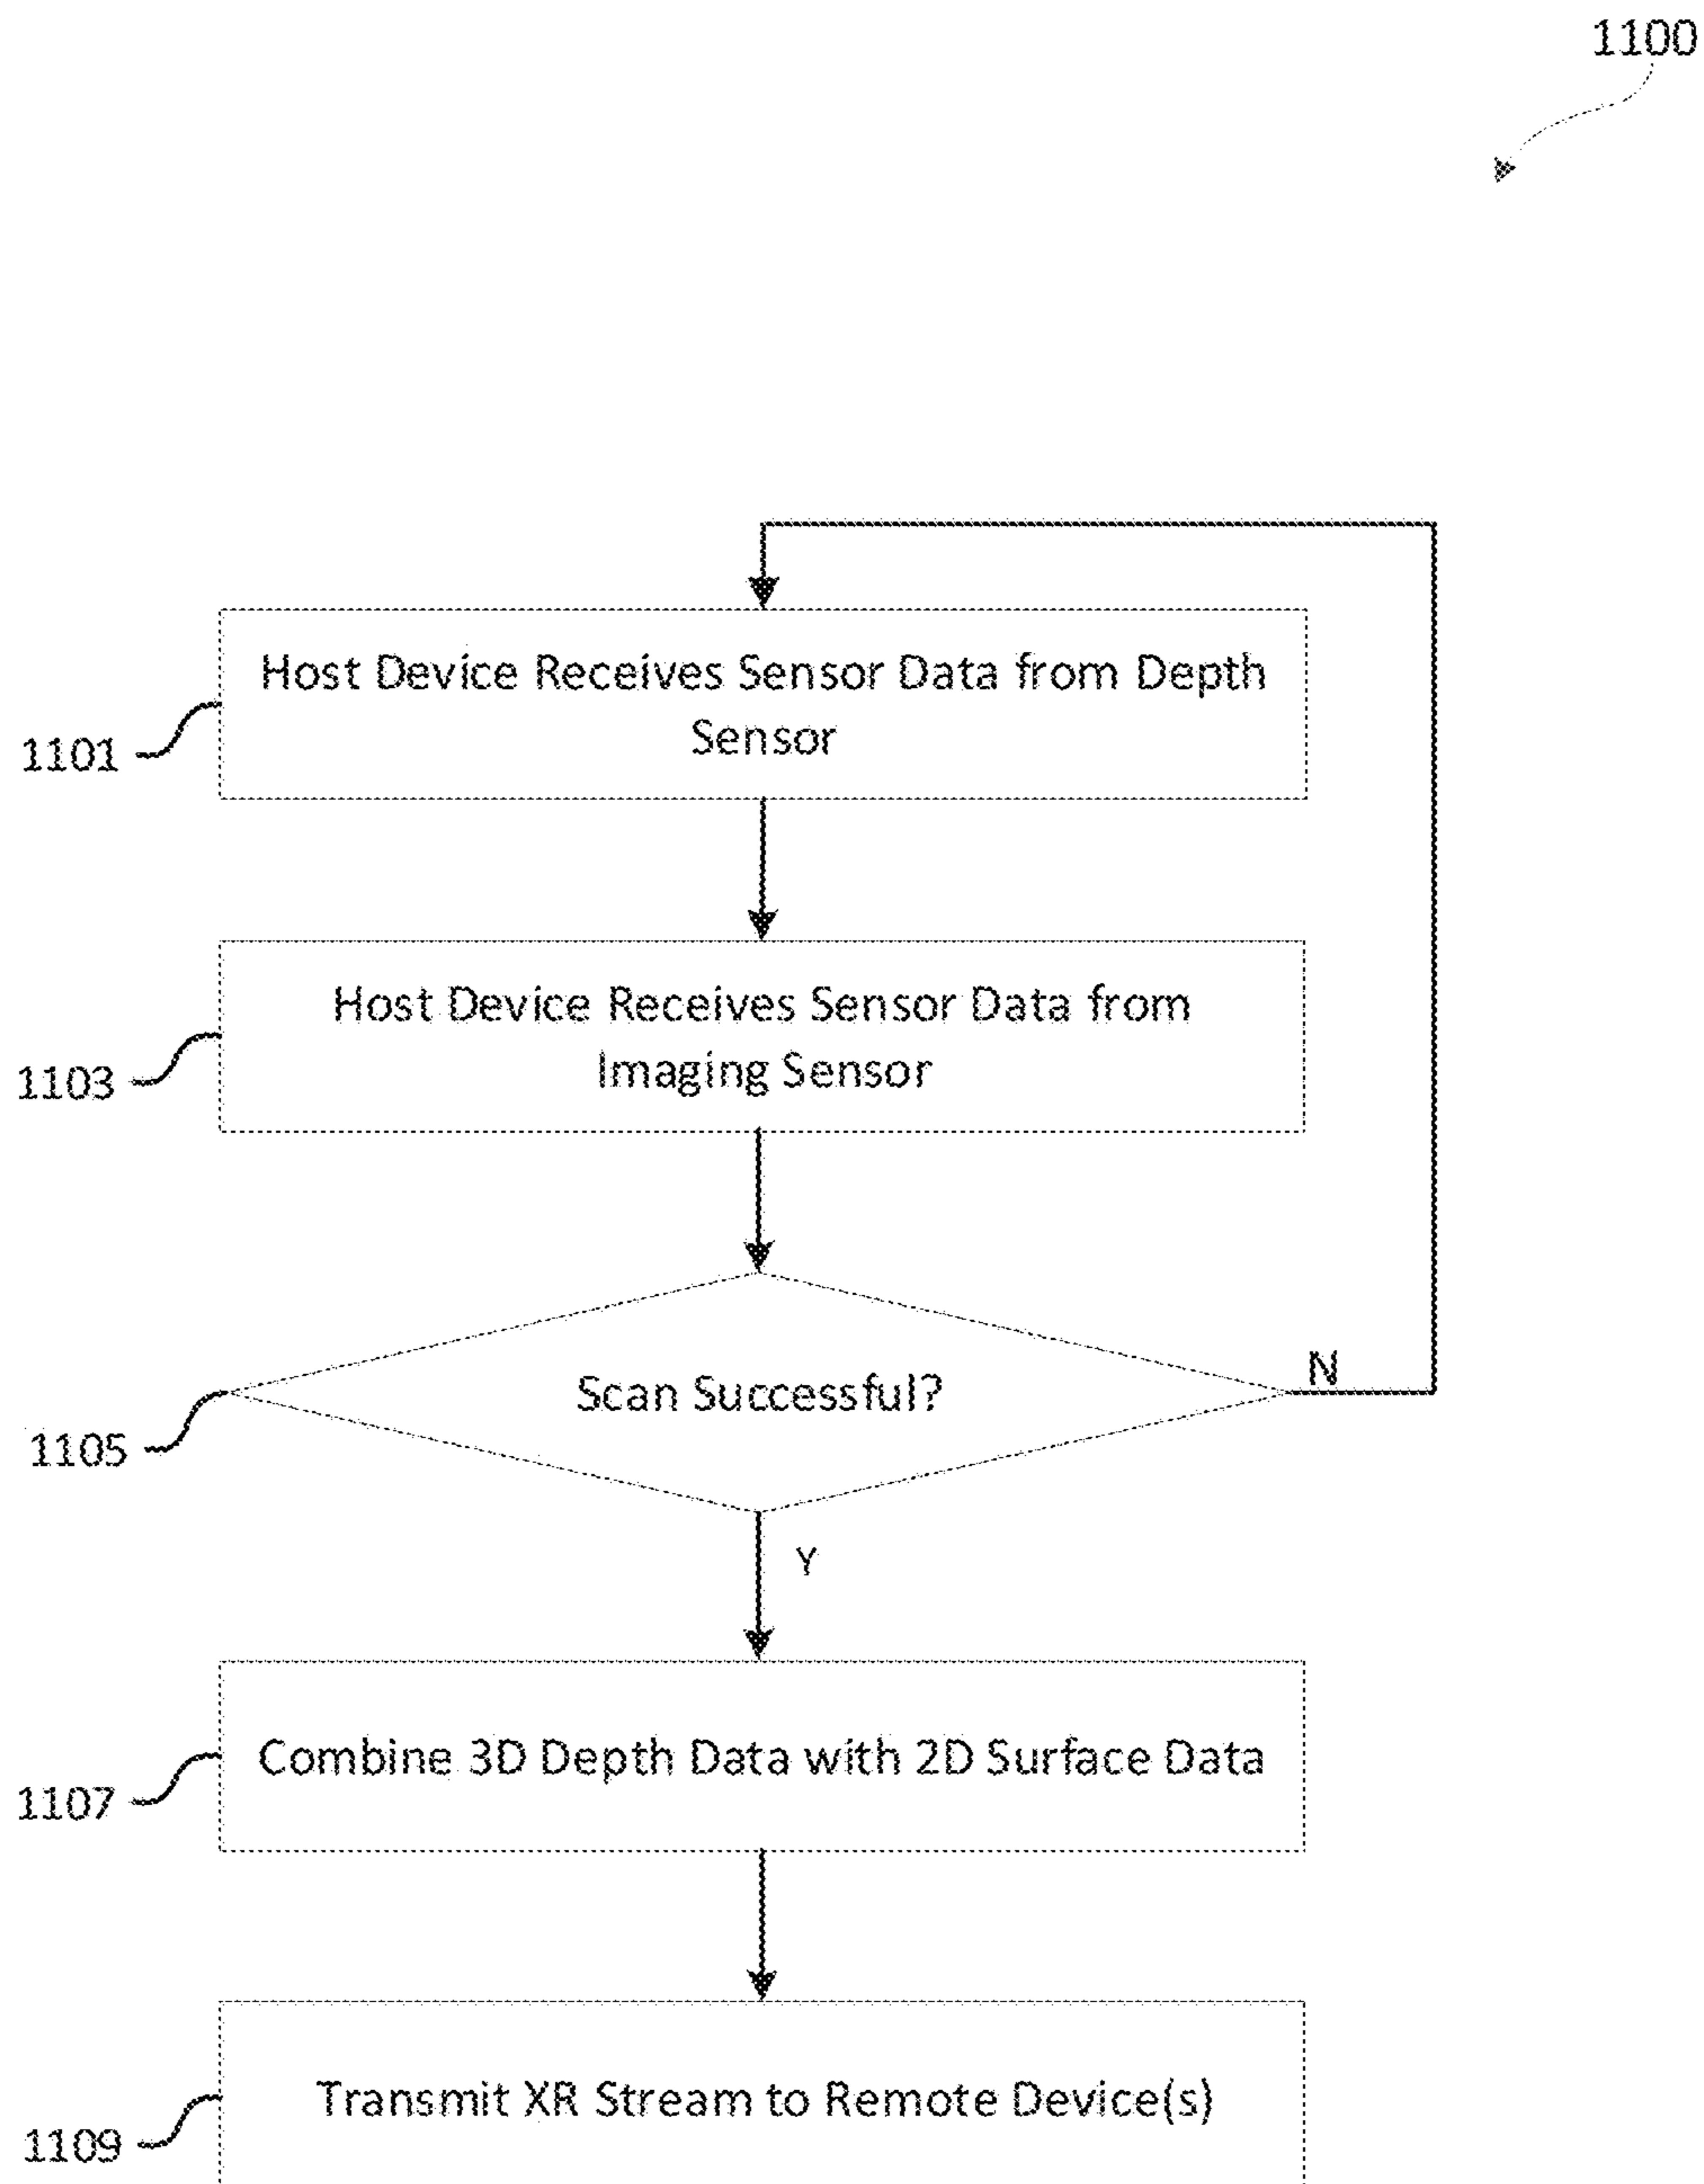 1100
Host Device Receives Sensor Data from Depth
Sensor
1101
Host Device Receives Sensor Data from
Imaging Sensor
1103
Scan Successful?
N
1105
Y
Combine 3D Depth Data with 2D Surface Data
1107
Transmit XR Stream to Remote Device(s)
1109